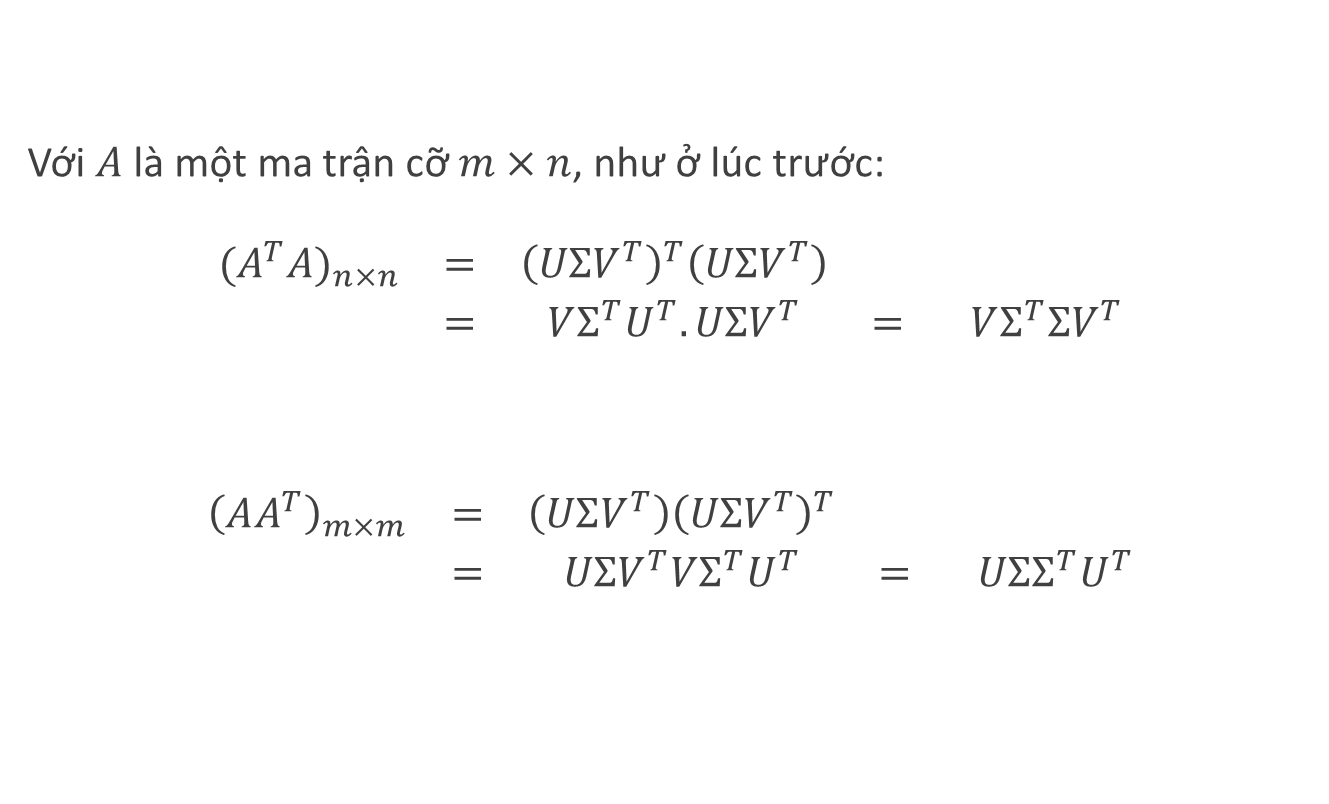 Với 𝐴 là một ma trận cỡ 𝑚 × 𝑛, như ở lúc trước:
(𝐴ᵀ𝐴)ₙₓₙ = (𝑈Σ𝑉ᵀ)ᵀ(𝑈Σ𝑉ᵀ)
= 𝑉Σᵀ𝑈ᵀ.𝑈Σ𝑉ᵀ = 𝑉ΣᵀΣ𝑉ᵀ
(𝐴𝐴ᵀ)ₘₓₘ = (𝑈Σ𝑉ᵀ)(𝑈Σ𝑉ᵀ)ᵀ
= 𝑈Σ𝑉ᵀ𝑉Σᵀ𝑈ᵀ = 𝑈ΣΣᵀ𝑈ᵀ